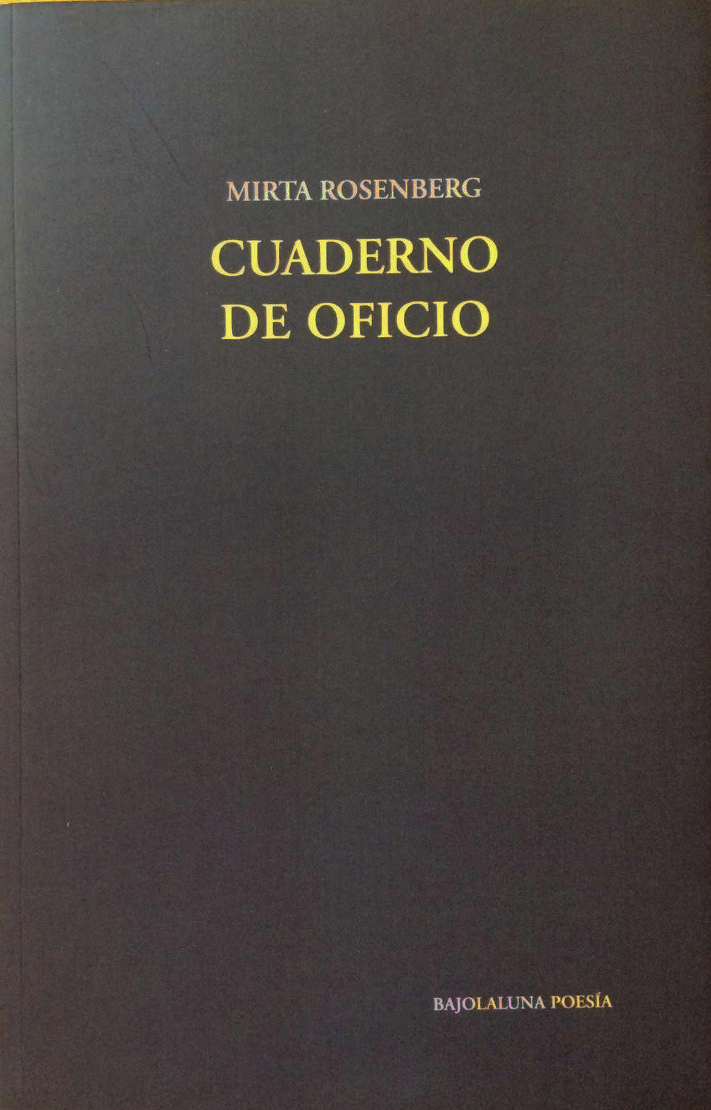 MIRTA ROSENBERG
CUADERNO
DE OFICIO
BAJOLALUNA POESÍA